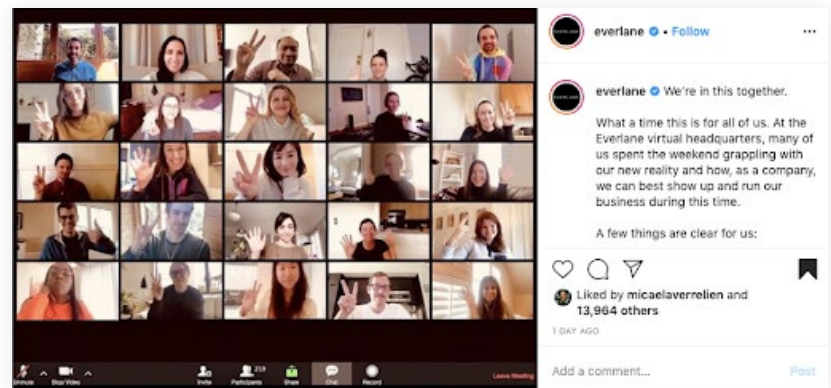 everlane • Follow
EVERLANE
everlane We're in this together.
What a time this is for all of us. At the
Everlane virtual headquarters, many of
us spent the weekend grappling with
our new reality and how, as a company,
we can best show up and run our
business during this time.
A few things are clear for us:
Liked by micaelaverrelien and
13,964 others
1 DAY AGO
Add a comment... Post
Unmute Stop Video Invite Participants 219 Share Chat Record Leave Meeting